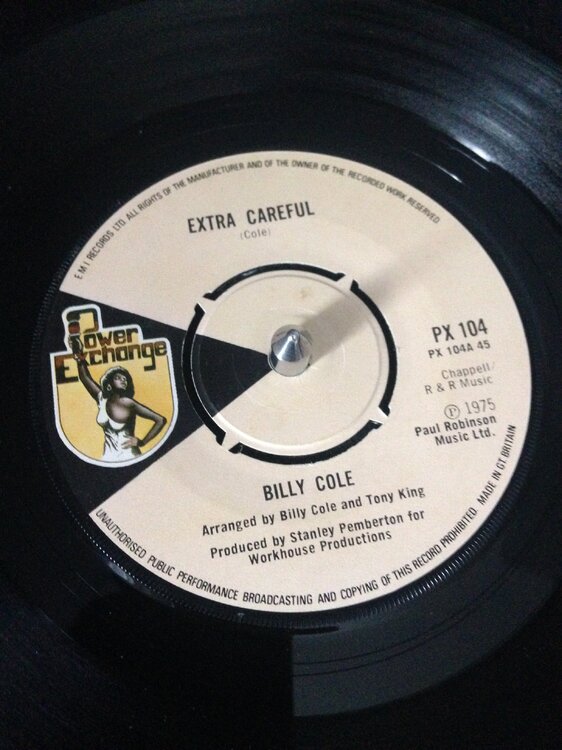 E M I RECORDS LTD ALL RIGHTS OF THE MANUFACTURER AND OF THE OWNER OF THE RECORDED WORK RESERVED
EXTRA CAREFUL
(Cole)
Power
Exchange
PX 104
PX 104A 45
Chappell/
R & R Music
Ⓟ 1975
Paul Robinson
Music Ltd.
BILLY COLE
Arranged by Billy Cole and Tony King
Produced by Stanley Pemberton for
Workhouse Productions
UNAUTHORISED PUBLIC PERFORMANCE BROADCASTING AND COPYING OF THIS RECORD PROHIBITED MADE IN GT. BRITAIN